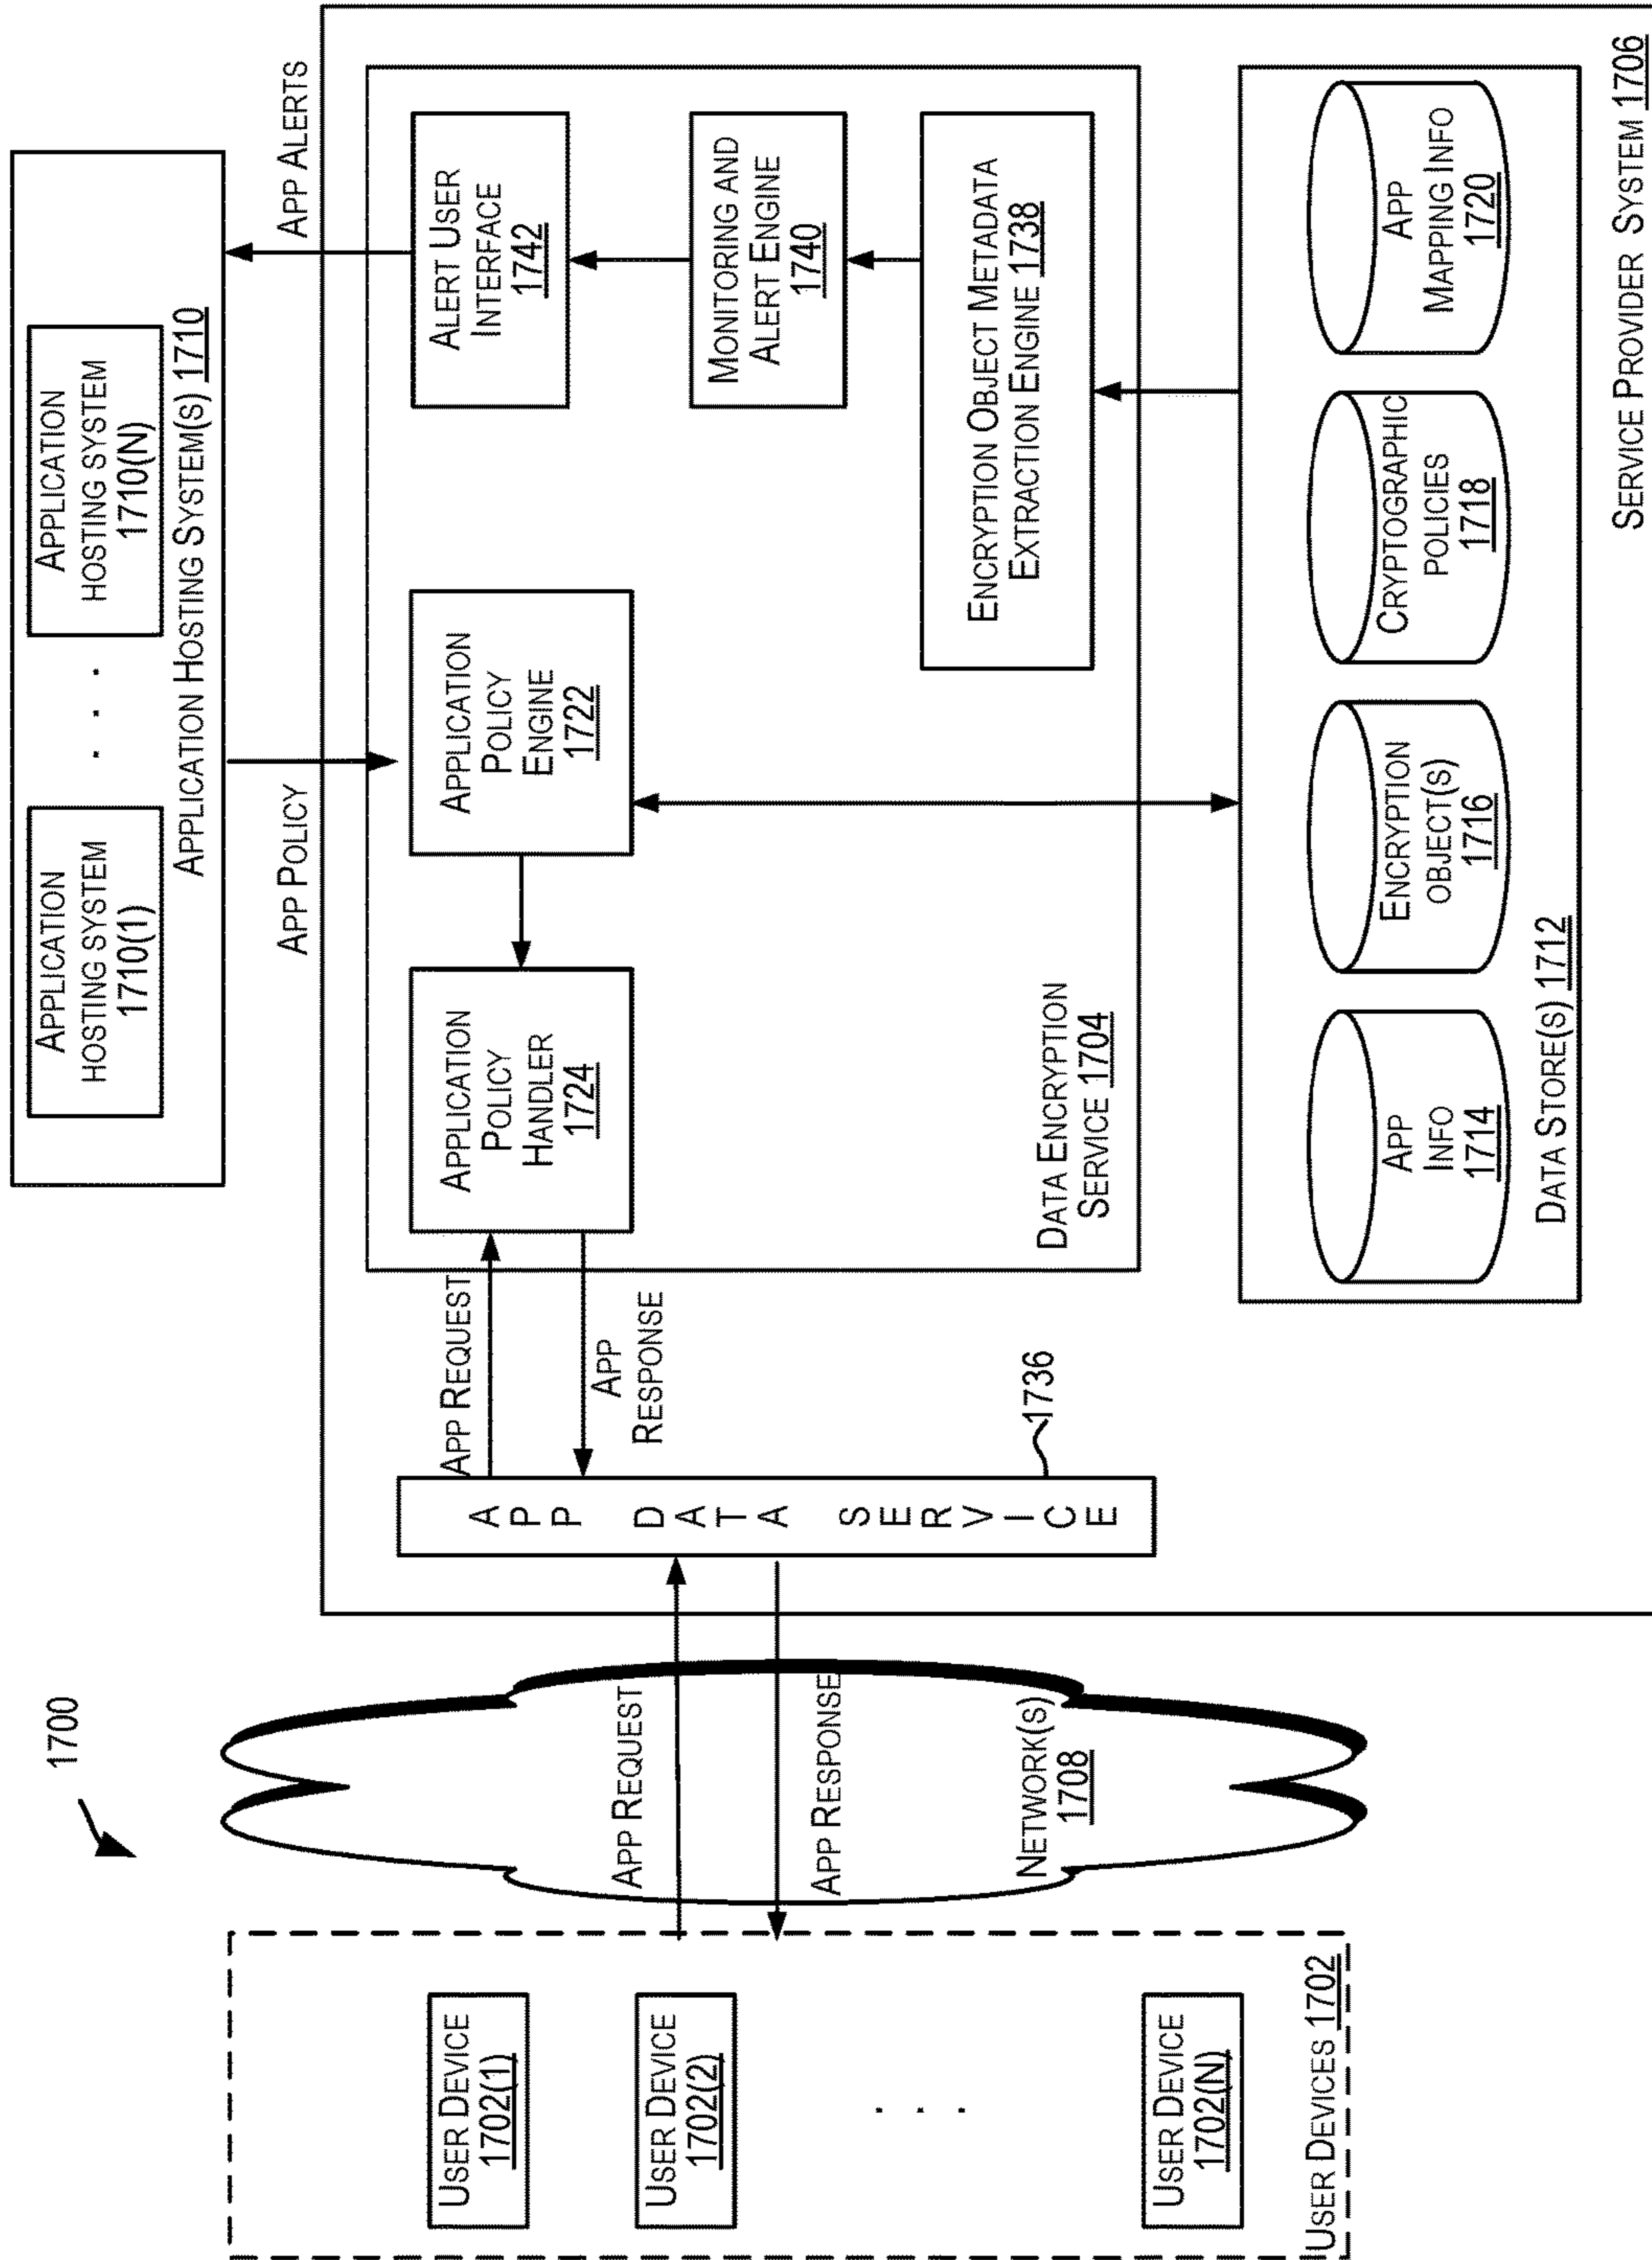 1700
APPLICATION
HOSTING SYSTEM
1710(1)
. . .
APPLICATION
HOSTING SYSTEM
1710(N)
APPLICATION HOSTING SYSTEM(S) 1710
APP POLICY
APP ALERTS
USER DEVICE
1702(1)
USER DEVICE
1702(2)
. . .
USER DEVICE
1702(N)
USER DEVICES 1702
APP REQUEST
APP RESPONSE
NETWORK(S)
1708
APP DATA SERVICE
1736
APP REQUEST
APP
RESPONSE
APPLICATION
POLICY
HANDLER
1724
APPLICATION
POLICY
ENGINE
1722
ALERT USER
INTERFACE
1742
MONITORING AND
ALERT ENGINE
1740
ENCRYPTION OBJECT METADATA
EXTRACTION ENGINE 1738
DATA ENCRYPTION
SERVICE 1704
APP
INFO
1714
ENCRYPTION
OBJECT(S)
1716
CRYPTOGRAPHIC
POLICIES
1718
APP
MAPPING INFO
1720
DATA STORE(S) 1712
SERVICE PROVIDER SYSTEM 1706